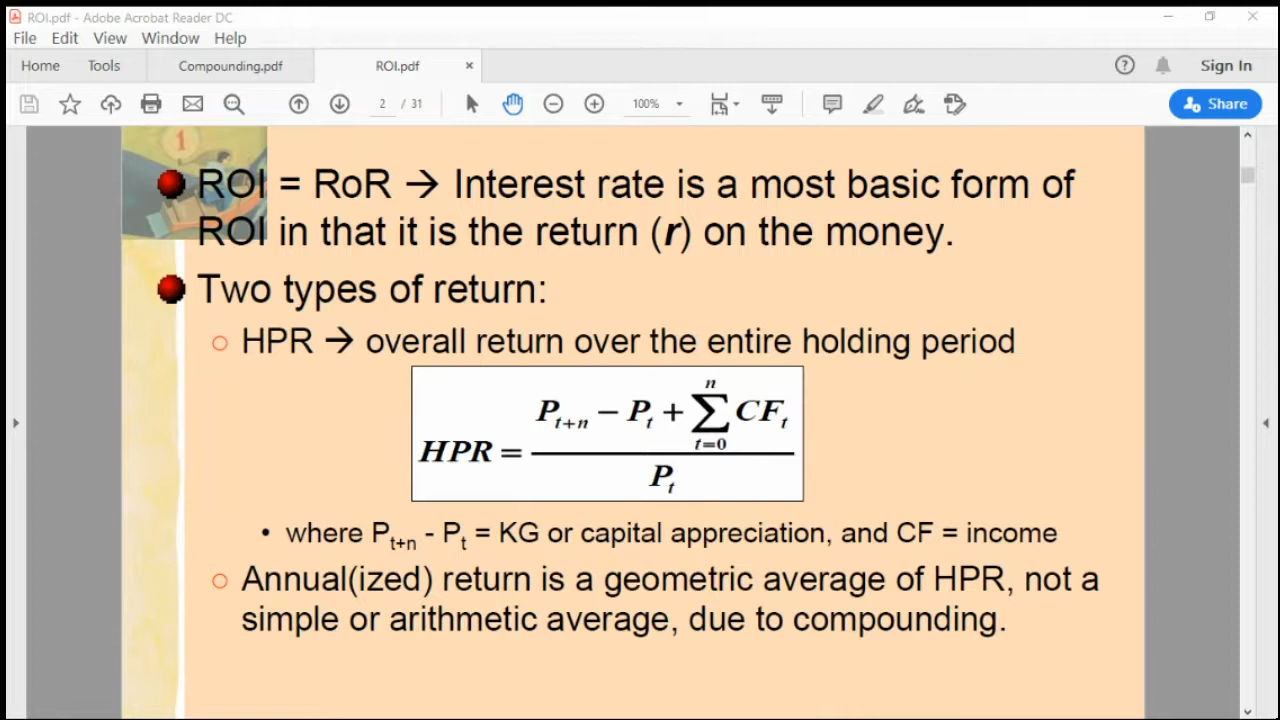 ROI.pdf - Adobe Acrobat Reader DC
File Edit View Window Help
Home Tools Compounding.pdf ROI.pdf × Sign In
2 / 31 100% Share
1
ROI = RoR → Interest rate is a most basic form of
ROI in that it is the return (r) on the money.
Two types of return:
HPR → overall return over the entire holding period
HPR = (P_{t+n} − P_t + ∑_{t=0}^{n} CF_t) / P_t
• where P_{t+n} - P_t = KG or capital appreciation, and CF = income
Annual(ized) return is a geometric average of HPR, not a
simple or arithmetic average, due to compounding.